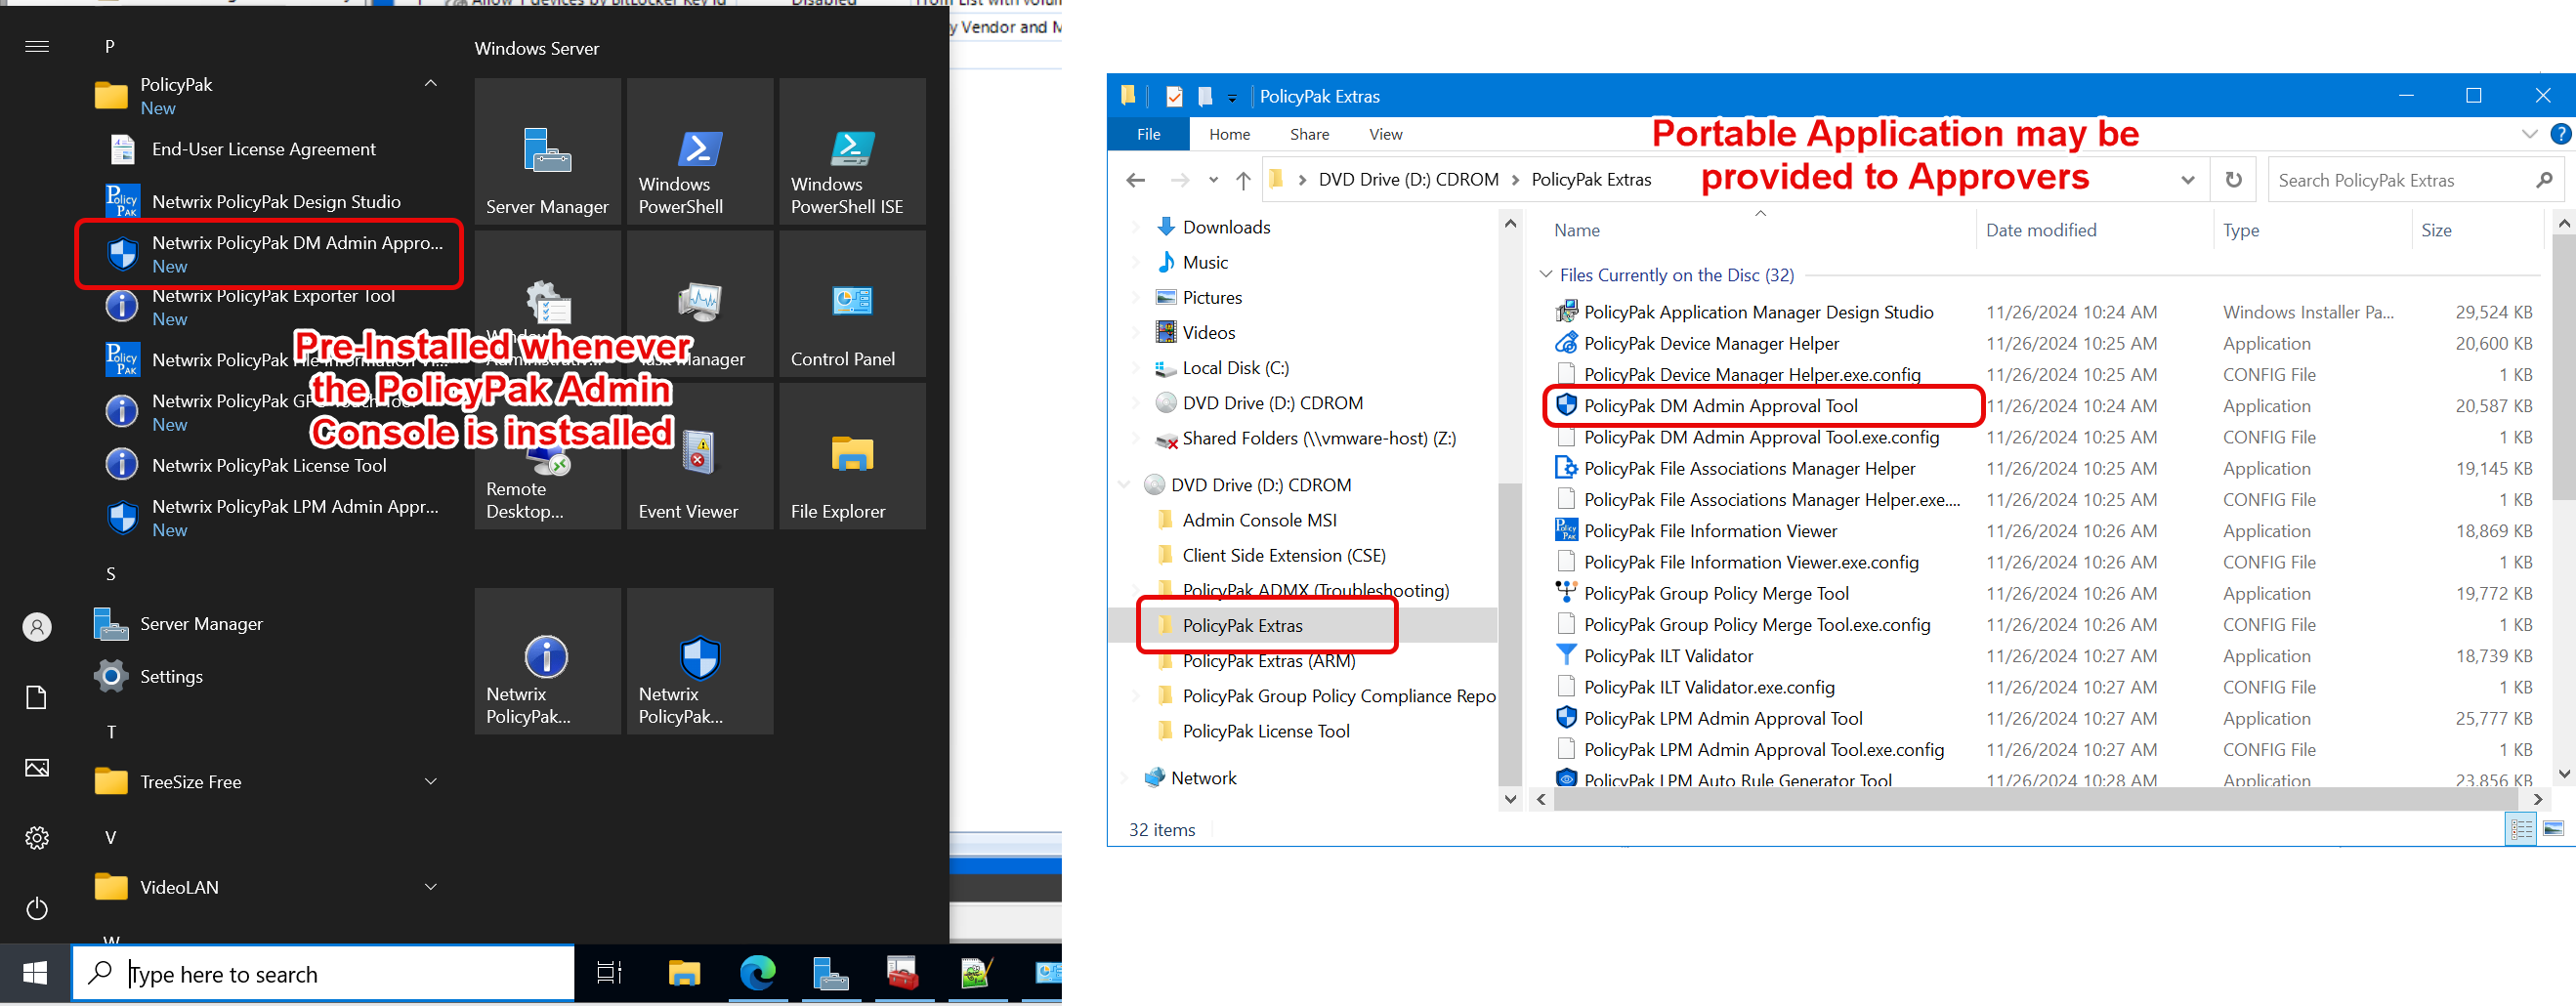 Allow 1 devices by BitLocker Key Id
Disabled
From List with volum
y Vendor and M
P
PolicyPak
New
End-User License Agreement
Policy
PAK
Netwrix PolicyPak Design Studio
Netwrix PolicyPak DM Admin Appro...
New
Netwrix PolicyPak Exporter Tool
New
Policy
PAK
Netwrix PolicyPak File Information Vi...
Netwrix PolicyPak GPO Touch Tool
New
Netwrix PolicyPak License Tool
Netwrix PolicyPak LPM Admin Appr...
New
S
Server Manager
Settings
T
TreeSize Free
V
VideoLAN
W
Type here to search
Windows Server
Server Manager
Windows
PowerShell
Windows
PowerShell ISE
Task Manager
Control Panel
Remote
Desktop...
Event Viewer
File Explorer
Netwrix
PolicyPak...
Netwrix
PolicyPak...
Pre-Installed whenever
the PolicyPak Admin
Console is instsalled
PolicyPak Extras
File
Home
Share
View
Portable Application may be
provided to Approvers
DVD Drive (D:) CDROM
PolicyPak Extras
Search PolicyPak Extras
Downloads
Music
Pictures
Videos
Local Disk (C:)
DVD Drive (D:) CDROM
Shared Folders (\\vmware-host) (Z:)
DVD Drive (D:) CDROM
Admin Console MSI
Client Side Extension (CSE)
PolicyPak ADMX (Troubleshooting)
PolicyPak Extras
PolicyPak Extras (ARM)
PolicyPak Group Policy Compliance Repo
PolicyPak License Tool
Network
32 items
Name Date modified Type Size
Files Currently on the Disc (32)
PolicyPak Application Manager Design Studio 11/26/2024 10:24 AM Windows Installer Pa... 29,524 KB
PolicyPak Device Manager Helper 11/26/2024 10:25 AM Application 20,600 KB
PolicyPak Device Manager Helper.exe.config 11/26/2024 10:25 AM CONFIG File 1 KB
PolicyPak DM Admin Approval Tool 11/26/2024 10:24 AM Application 20,587 KB
PolicyPak DM Admin Approval Tool.exe.config 11/26/2024 10:25 AM CONFIG File 1 KB
PolicyPak File Associations Manager Helper 11/26/2024 10:25 AM Application 19,145 KB
PolicyPak File Associations Manager Helper.exe.... 11/26/2024 10:25 AM CONFIG File 1 KB
PolicyPak File Information Viewer 11/26/2024 10:26 AM Application 18,869 KB
PolicyPak File Information Viewer.exe.config 11/26/2024 10:26 AM CONFIG File 1 KB
PolicyPak Group Policy Merge Tool 11/26/2024 10:26 AM Application 19,772 KB
PolicyPak Group Policy Merge Tool.exe.config 11/26/2024 10:26 AM CONFIG File 1 KB
PolicyPak ILT Validator 11/26/2024 10:27 AM Application 18,739 KB
PolicyPak ILT Validator.exe.config 11/26/2024 10:27 AM CONFIG File 1 KB
PolicyPak LPM Admin Approval Tool 11/26/2024 10:27 AM Application 25,777 KB
PolicyPak LPM Admin Approval Tool.exe.config 11/26/2024 10:27 AM CONFIG File 1 KB
PolicyPak LPM Auto Rule Generator Tool 11/26/2024 10:28 AM Application 23,856 KB